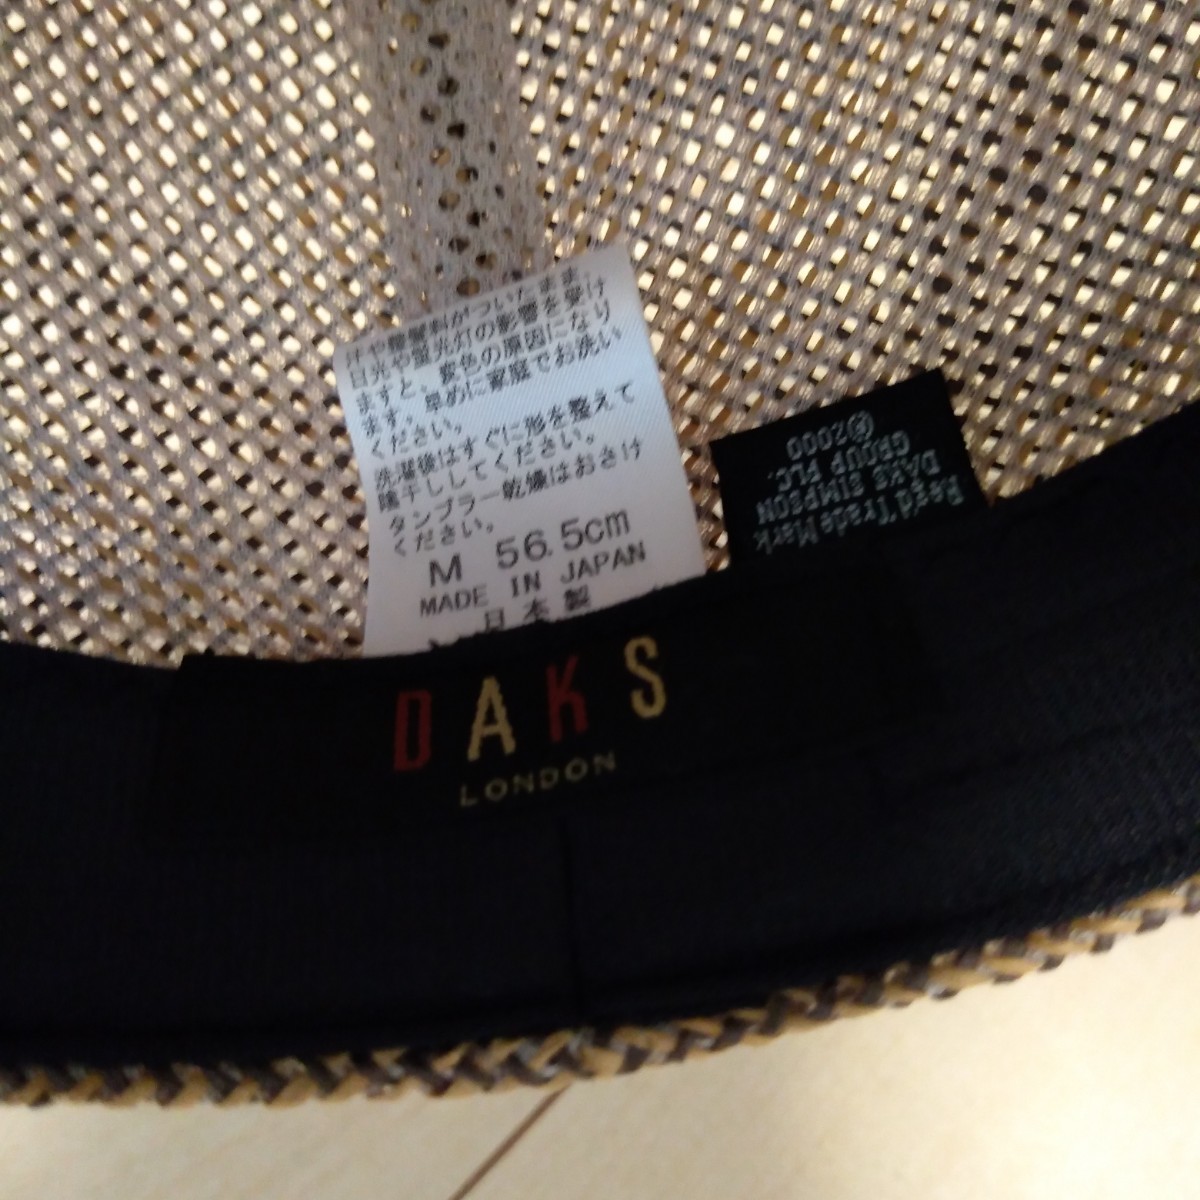 汗や整髪料がついたまま、
日光や蛍光灯の影響を受け
ますと、変色の原因になり
ます。早めに家庭でお洗い
ください。
洗濯後はすぐに形を整えて
陰干ししてください。
タンブラー乾燥はおさけ
ください。
M 56.5cm
MADE IN JAPAN
日本製
Regd Trade Mark
DAKS SIMPSON
GROUP PLC.
Ⓟ2000
DAKS
LONDON